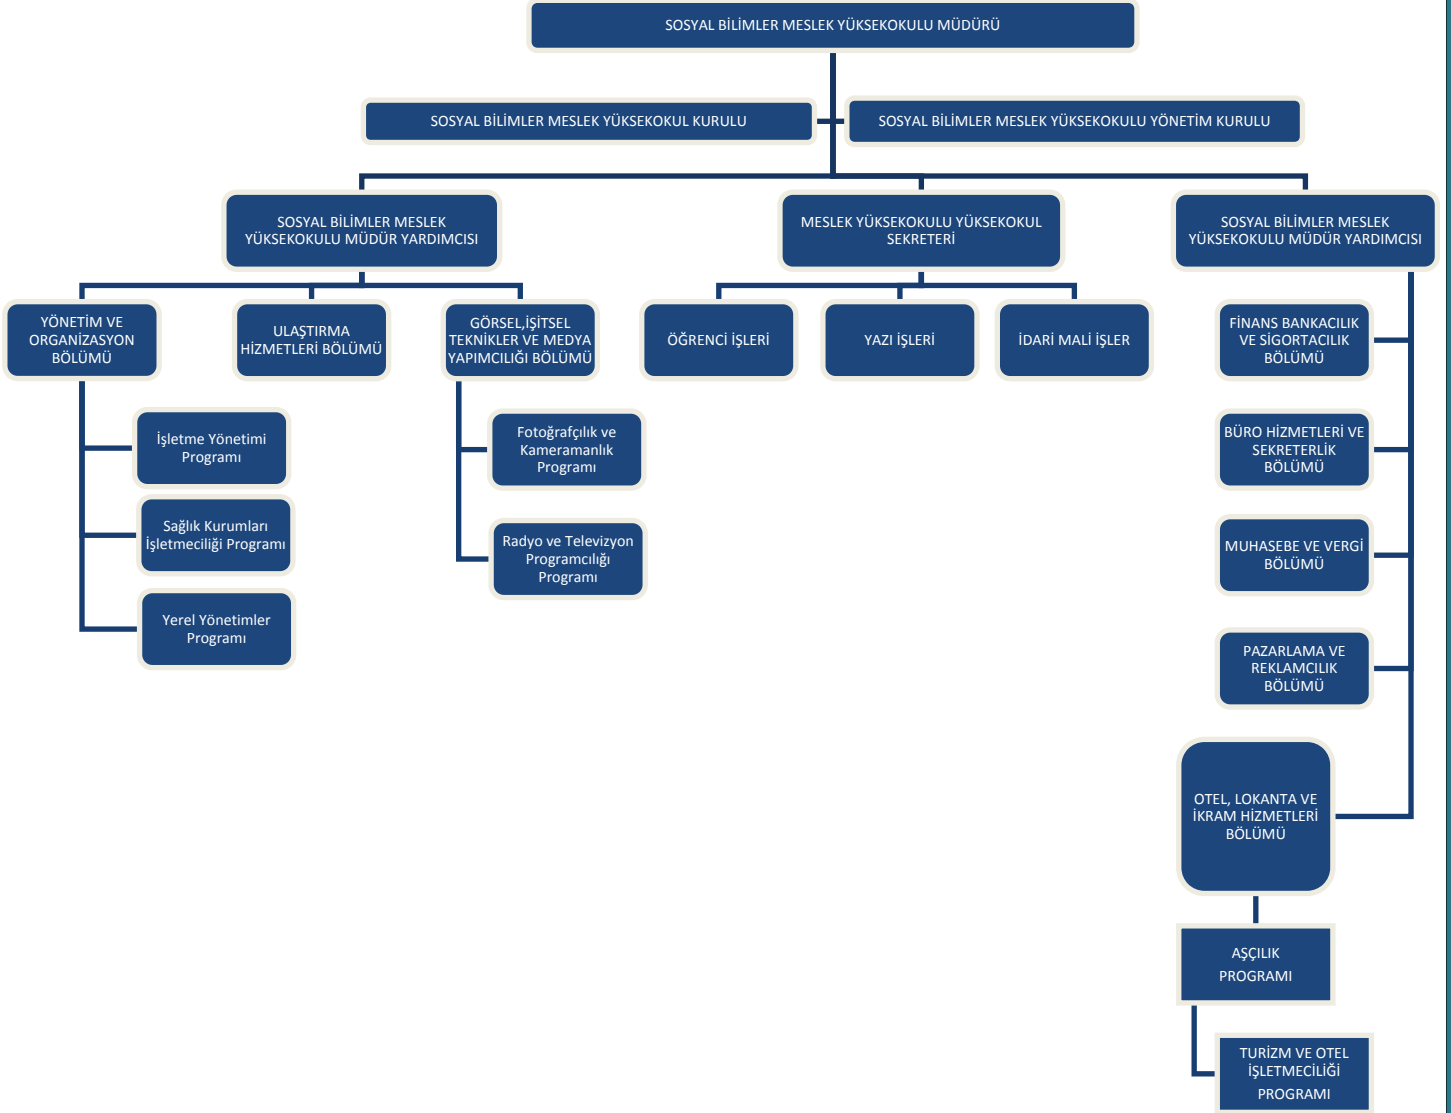 SOSYAL BİLİMLER MESLEK YÜKSEKOKULU MÜDÜRÜ
SOSYAL BİLİMLER MESLEK YÜKSEKOKUL KURULU
SOSYAL BİLİMLER MESLEK YÜKSEKOKULU YÖNETİM KURULU
SOSYAL BİLİMLER MESLEK
YÜKSEKOKULU MÜDÜR YARDIMCISI
MESLEK YÜKSEKOKULU YÜKSEKOKUL
SEKRETERİ
SOSYAL BİLİMLER MESLEK
YÜKSEKOKULU MÜDÜR YARDIMCISI
YÖNETİM VE
ORGANİZASYON
BÖLÜMÜ
ULAŞTIRMA
HİZMETLERİ BÖLÜMÜ
GÖRSEL,İŞİTSEL
TEKNİKLER VE MEDYA
YAPIMCILIĞI BÖLÜMÜ
ÖĞRENCİ İŞLERİ
YAZI İŞLERİ
İDARİ MALİ İŞLER
FİNANS BANKACILIK
VE SİGORTACILIK
BÖLÜMÜ
İşletme Yönetimi
Programı
Fotoğrafçılık ve
Kameramanlık
Programı
BÜRO HİZMETLERİ VE
SEKRETERLİK
BÖLÜMÜ
Sağlık Kurumları
İşletmeciliği Programı
Radyo ve Televizyon
Programcılığı
Programı
MUHASEBE VE VERGİ
BÖLÜMÜ
Yerel Yönetimler
Programı
PAZARLAMA VE
REKLAMCILIK
BÖLÜMÜ
OTEL, LOKANTA VE
İKRAM HİZMETLERİ
BÖLÜMÜ
AŞÇILIK
PROGRAMI
TURİZM VE OTEL
İŞLETMECİLİĞİ
PROGRAMI